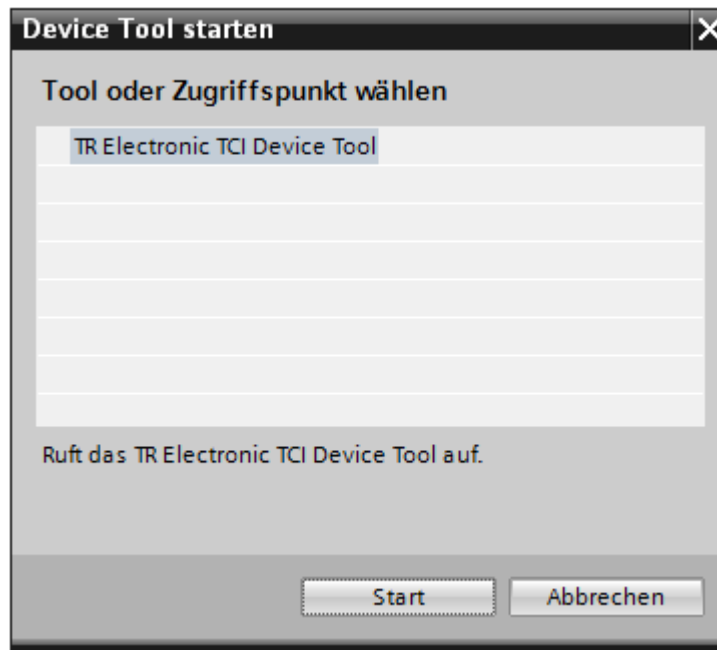 Device Tool starten
Tool oder Zugriffspunkt wählen
TR Electronic TCI Device Tool
Ruft das TR Electronic TCI Device Tool auf.
Start
Abbrechen